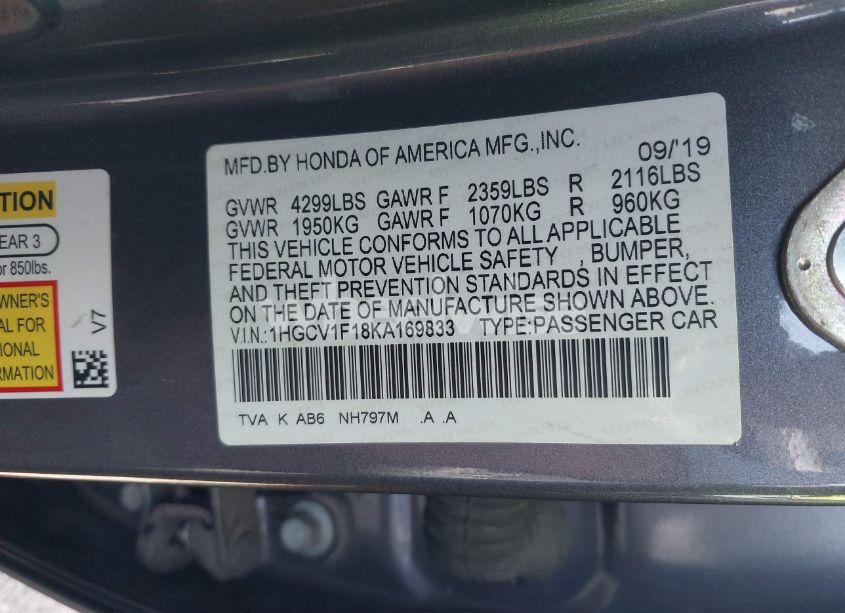 TION
EAR 3
or 850lbs.
WNER'S
AL FOR
IONAL
RMATION
V7
MFD.BY HONDA OF AMERICA MFG.,INC. 09/'19
GVWR 4299LBS GAWR F 2359LBS R 2116LBS
GVWR 1950KG GAWR F 1070KG R 960KG
THIS VEHICLE CONFORMS TO ALL APPLICABLE
FEDERAL MOTOR VEHICLE SAFETY , BUMPER,
AND THEFT PREVENTION STANDARDS IN EFFECT
ON THE DATE OF MANUFACTURE SHOWN ABOVE.
V.I.N.:1HGCV1F18KA169833 TYPE:PASSENGER CAR
TVA K AB6 NH797M .A .A